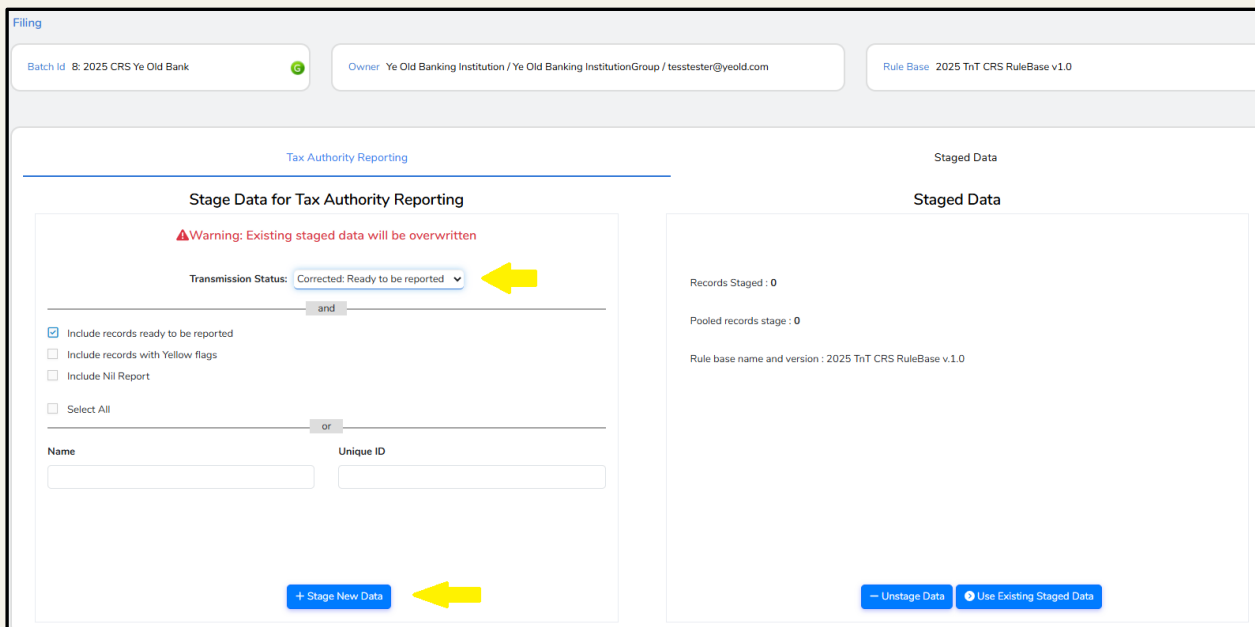 Filing
Batch Id 8: 2025 CRS Ye Old Bank G
Owner Ye Old Banking Institution / Ye Old Banking InstitutionGroup / tesstester@yeold.com
Rule Base 2025 TnT CRS RuleBase v1.0
Tax Authority Reporting
Staged Data
Stage Data for Tax Authority Reporting
Warning: Existing staged data will be overwritten
Transmission Status: Corrected: Ready to be reported
and
Include records ready to be reported
Include records with Yellow flags
Include Nil Report
Select All
or
Name
Unique ID
+ Stage New Data
Staged Data
Records Staged : 0
Pooled records stage : 0
Rule base name and version : 2025 TnT CRS RuleBase v.1.0
− Unstage Data
Use Existing Staged Data